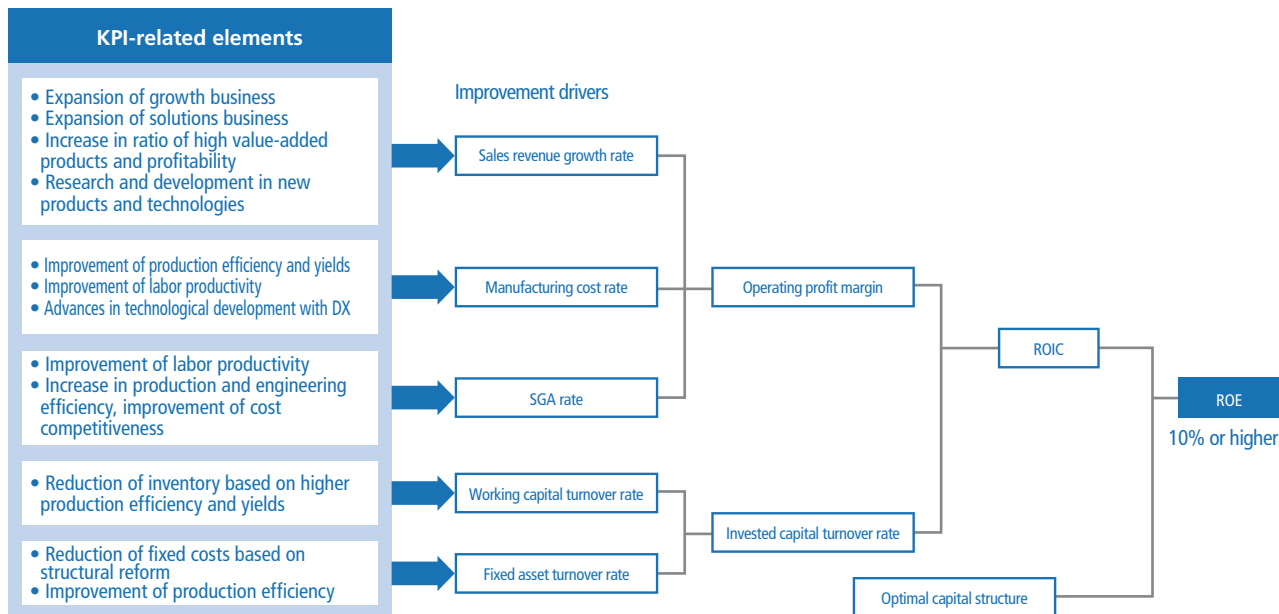 KPI-related elements
• Expansion of growth business
• Expansion of solutions business
• Increase in ratio of high value-added
products and profitability
• Research and development in new
products and technologies
• Improvement of production efficiency and yields
• Improvement of labor productivity
• Advances in technological development with DX
• Improvement of labor productivity
• Increase in production and engineering
efficiency, improvement of cost
competitiveness
• Reduction of inventory based on higher
production efficiency and yields
• Reduction of fixed costs based on
structural reform
• Improvement of production efficiency
Improvement drivers
Sales revenue growth rate
Manufacturing cost rate
SGA rate
Working capital turnover rate
Fixed asset turnover rate
Operating profit margin
Invested capital turnover rate
Optimal capital structure
ROIC
ROE
10% or higher